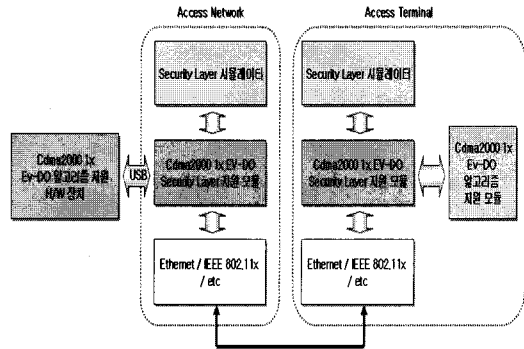 Access Network
Access Terminal
Security Layer 시뮬레이터
Security Layer 시뮬레이터
Cdma2000 1x
Ev-DO 알고리즘 지원
H/W 장치
USB
Cdma2000 1x EV-DO
Security Layer 지원 모듈
Cdma2000 1x EV-DO
Security Layer 지원 모듈
Cdma2000 1x
Ev-DO
알고리즘
지원 모듈
Ethernet / IEEE 802.11x
/ etc
Ethernet / IEEE 802.11x
/ etc